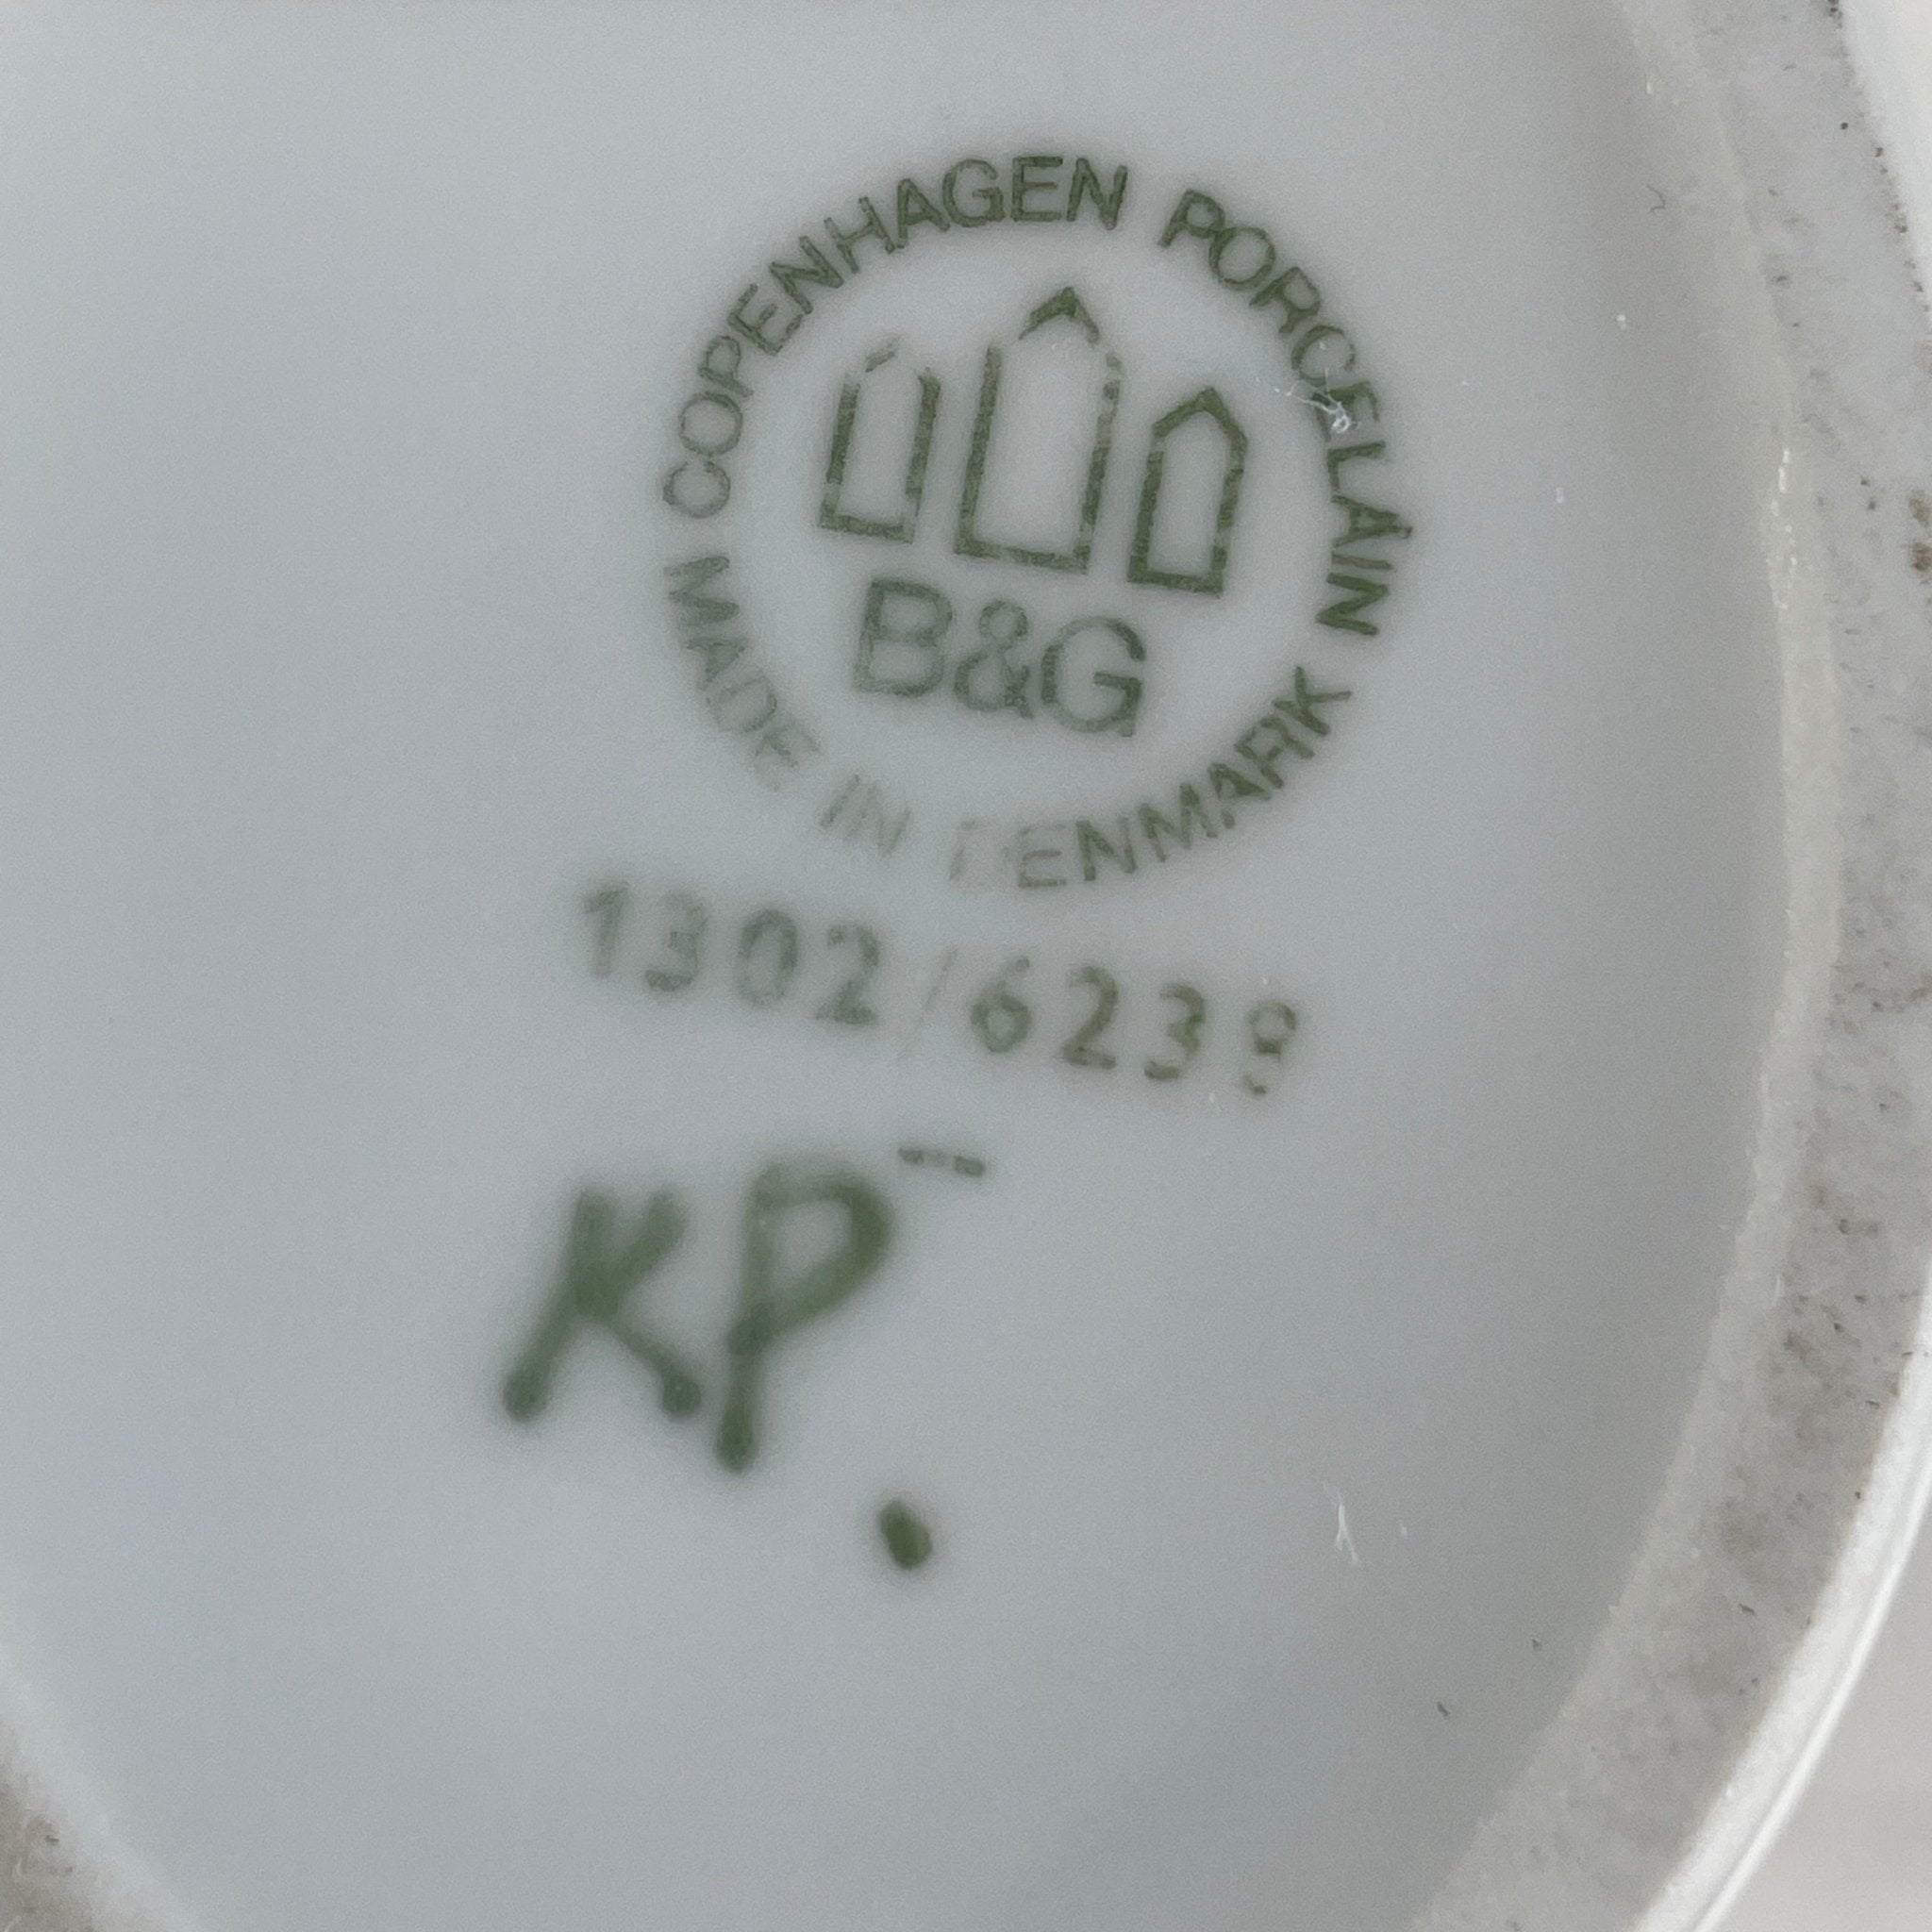 COPENHAGEN PORCELAIN
B&G
MADE IN DENMARK
1302/6239
KP